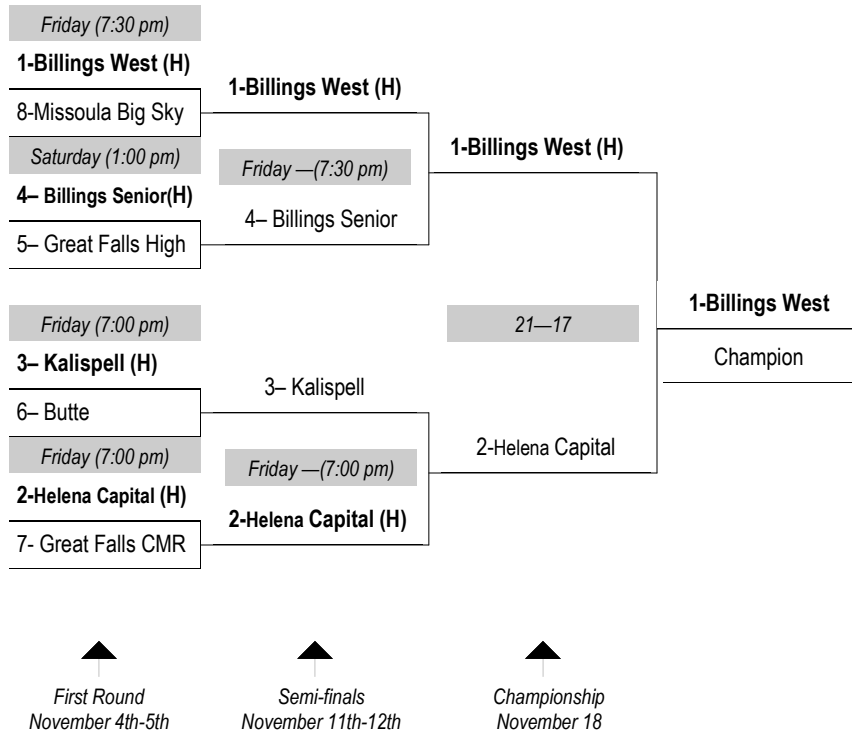 Friday (7:30 pm)
1-Billings West (H)
8-Missoula Big Sky
Saturday (1:00 pm)
4– Billings Senior(H)
5– Great Falls High
Friday (7:00 pm)
3– Kalispell (H)
6– Butte
Friday (7:00 pm)
2-Helena Capital (H)
7- Great Falls CMR
1-Billings West (H)
Friday —(7:30 pm)
4– Billings Senior
3– Kalispell
Friday —(7:00 pm)
2-Helena Capital (H)
1-Billings West (H)
21—17
2-Helena Capital
1-Billings West
Champion
First Round
November 4th-5th
Semi-finals
November 11th-12th
Championship
November 18